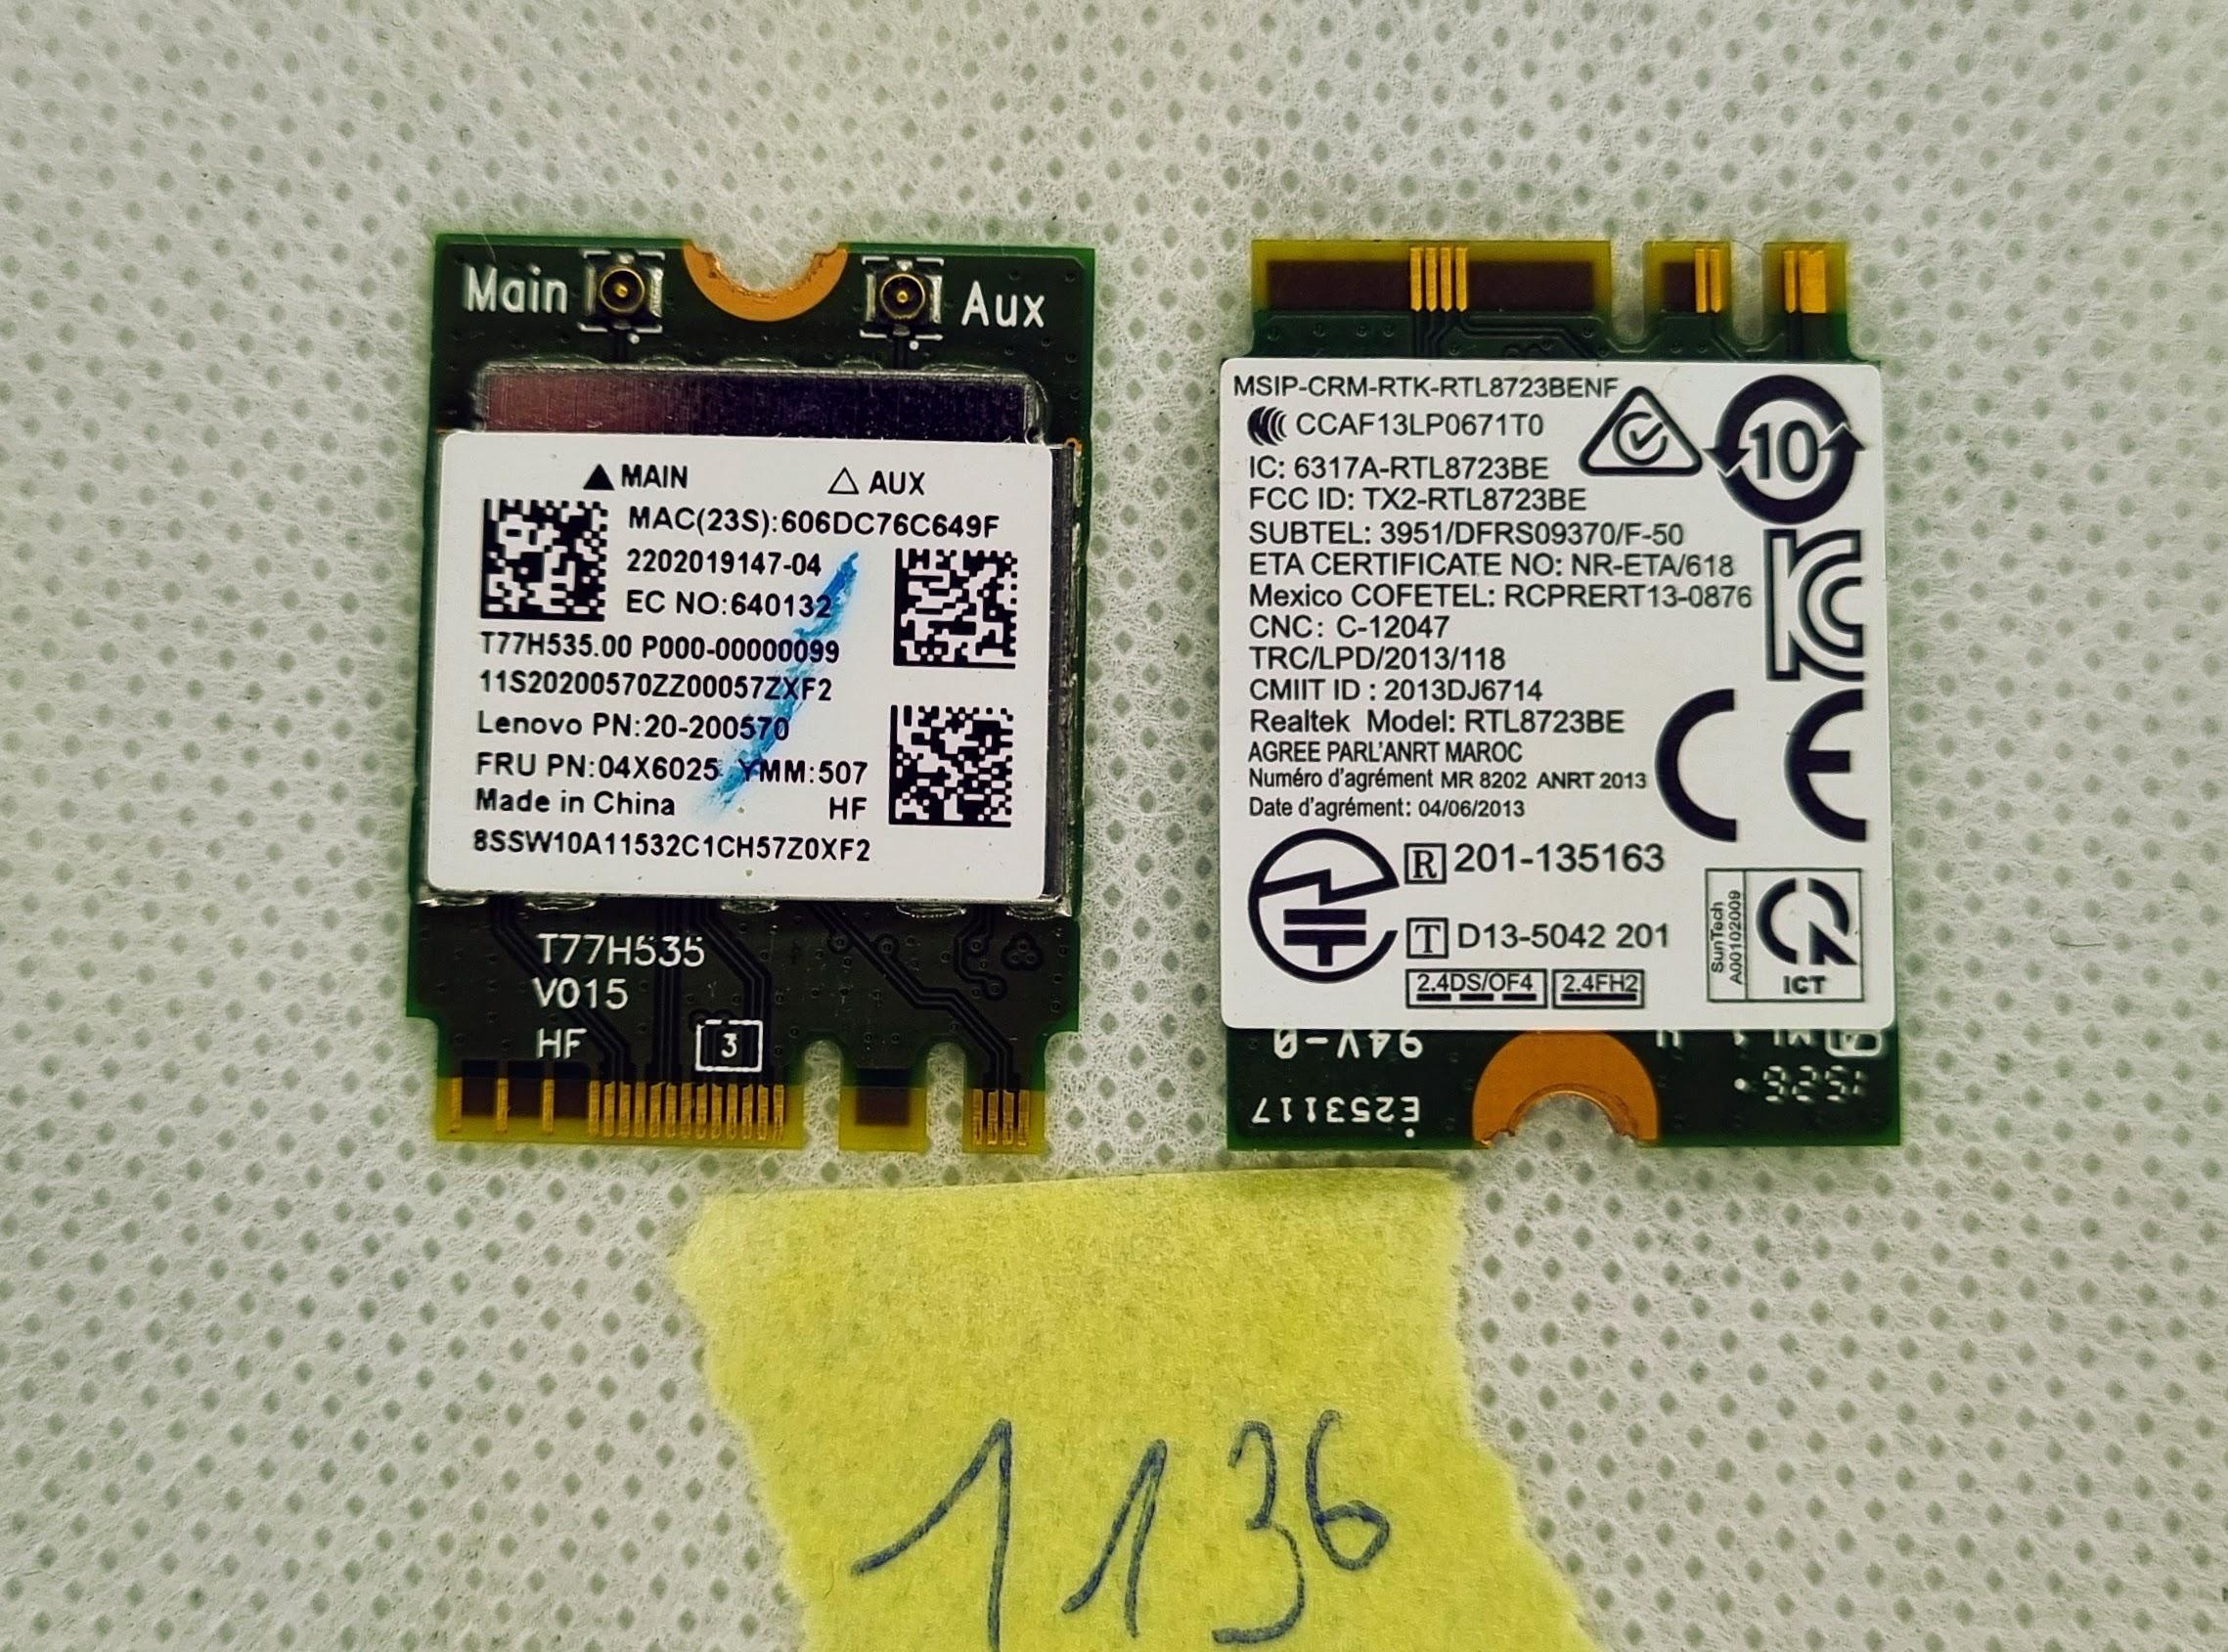 Main
Aux
MAIN
AUX
MAC(23S):606DC76C649F
2202019147-04
EC NO:640132
T77H535.00 P000-00000099
11S20200570ZZ00057ZXF2
Lenovo PN:20-200570
FRU PN:04X6025 YMM:507
Made in China HF
8SSW10A11532C1CH57Z0XF2
T77H535
V015
HF
3
MSIP-CRM-RTK-RTL8723BENF
CCAF13LP0671T0
IC: 6317A-RTL8723BE
FCC ID: TX2-RTL8723BE
SUBTEL: 3951/DFRS09370/F-50
ETA CERTIFICATE NO: NR-ETA/618
Mexico COFETEL: RCPRERT13-0876
CNC: C-12047
TRC/LPD/2013/118
CMIIT ID : 2013DJ6714
Realtek Model: RTL8723BE
AGREE PARL'ANRT MAROC
Numéro d'agrément MR 8202 ANRT 2013
Date d'agrément: 04/06/2013
10
KC
CE
R 201-135163
T D13-5042 201
2.4DS/OF4 2.4FH2
SunTech
A00102009
ICT
94V-0
E253117
1136